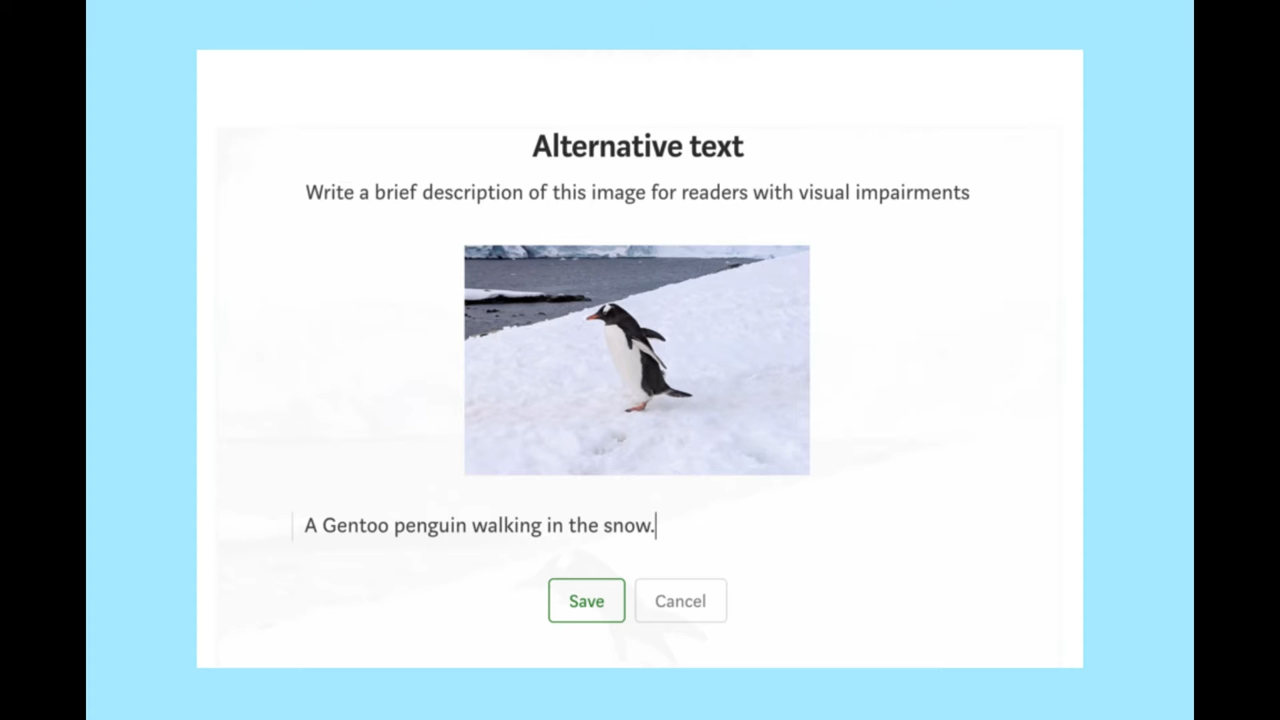 Alternative text
Write a brief description of this image for readers with visual impairments
A Gentoo penguin walking in the snow.
Save
Cancel